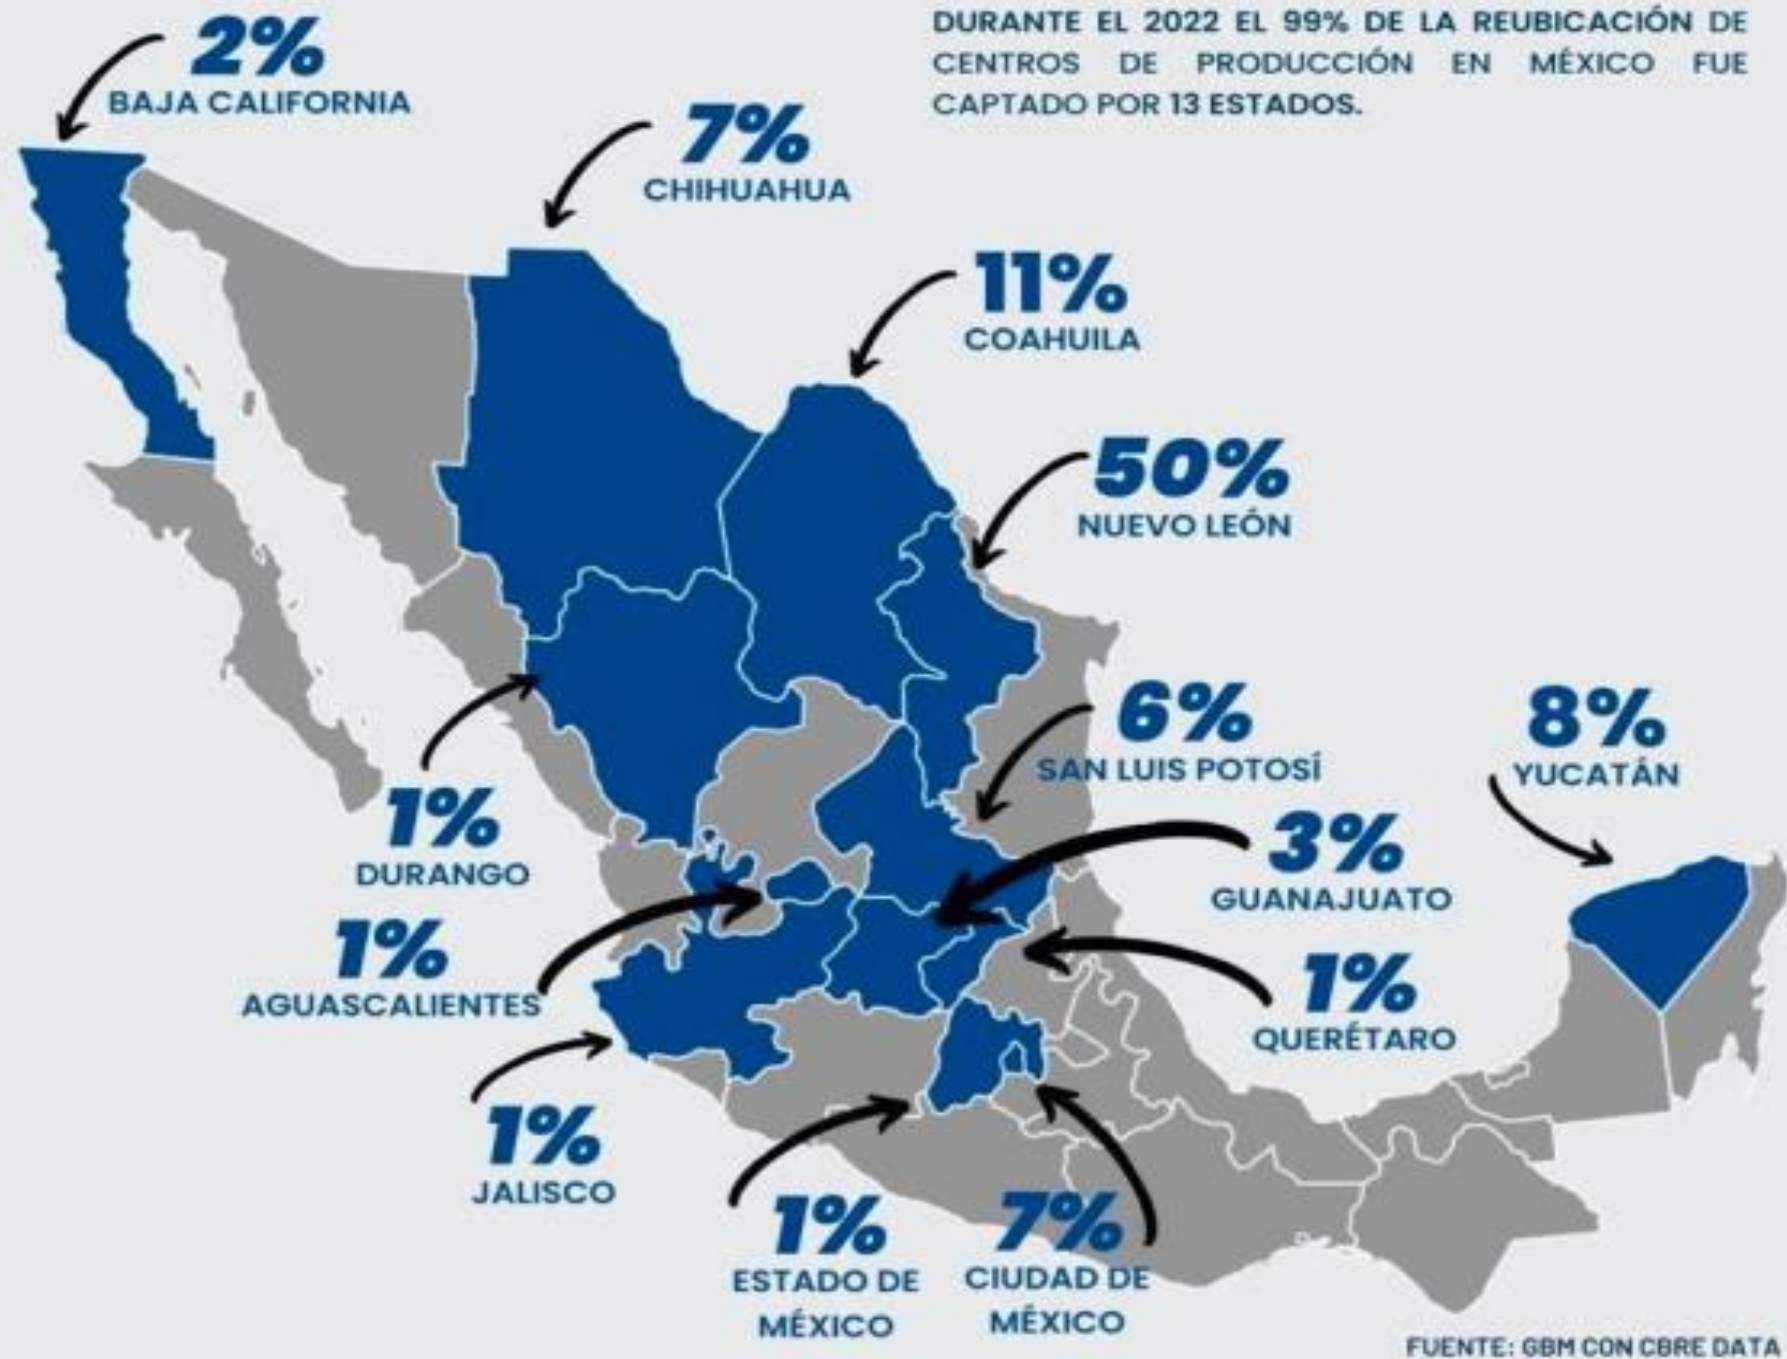 DURANTE EL 2022 EL 99% DE LA REUBICACIÓN DE
CENTROS DE PRODUCCIÓN EN MÉXICO FUE
CAPTADO POR 13 ESTADOS.
2%
BAJA CALIFORNIA
7%
CHIHUAHUA
11%
COAHUILA
50%
NUEVO LEÓN
6%
SAN LUIS POTOSÍ
8%
YUCATÁN
1%
DURANGO
3%
GUANAJUATO
1%
AGUASCALIENTES
1%
QUERÉTARO
1%
JALISCO
1%
ESTADO DE
MÉXICO
7%
CIUDAD DE
MÉXICO
FUENTE: GBM CON CBRE DATA